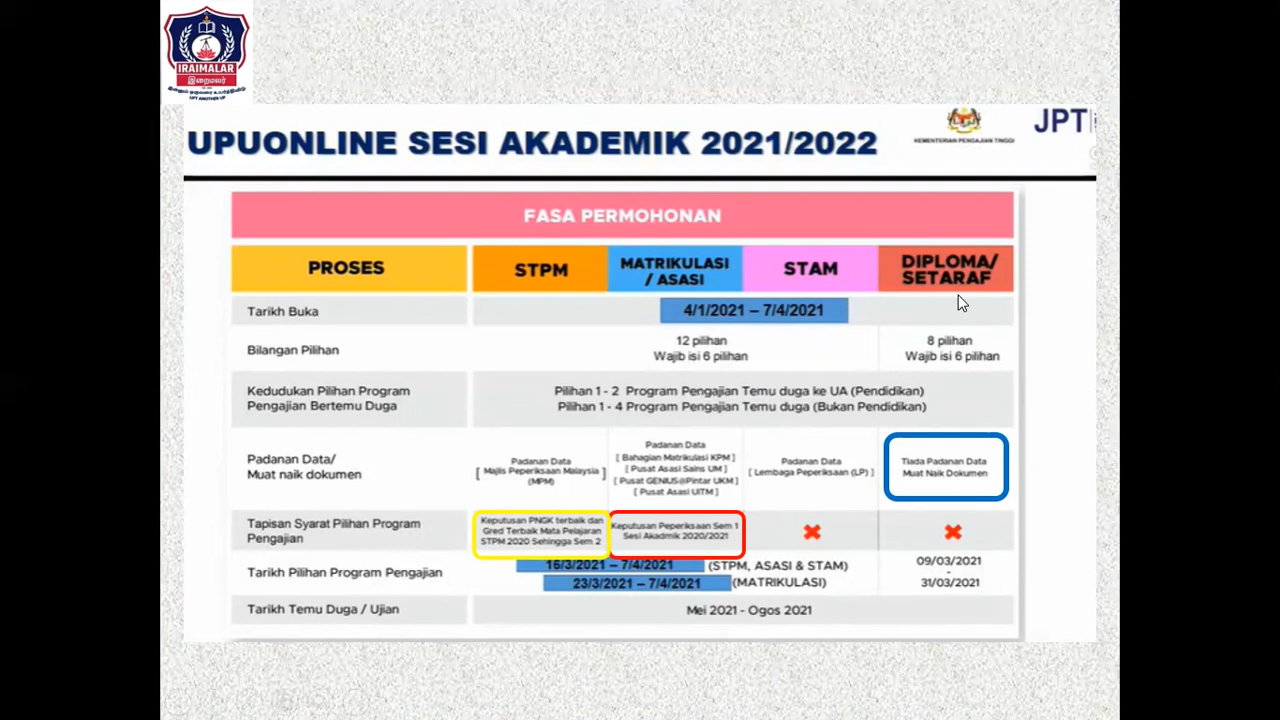 IRAIMALAR
இறைமலர்
LIFT ANOTHER UP
UPUONLINE SESI AKADEMIK 2021/2022
KEMENTERIAN PENGAJIAN TINGGI
JPT
FASA PERMOHONAN
PROSES
STPM
MATRIKULASI
/ ASASI
STAM
DIPLOMA/
SETARAF
Tarikh Buka
4/1/2021 – 7/4/2021
Bilangan Pilihan
12 pilihan
Wajib isi 6 pilihan
8 pilihan
Wajib isi 6 pilihan
Kedudukan Pilihan Program
Pengajian Bertemu Duga
Pilihan 1 - 2 Program Pengajian Temu duga ke UA (Pendidikan)
Pilihan 1 - 4 Program Pengajian Temu duga (Bukan Pendidikan)
Padanan Data/
Muat naik dokumen
Padanan Data
[ Majlis Peperiksaan Malaysia ]
(MPM)
Padanan Data
[ Bahagian Matrikulasi KPM ]
[ Pusat Asasi Sains UM ]
[ Pusat GENIUS@Pintar UKM ]
[ Pusat Asasi UITM ]
Padanan Data
[ Lembaga Peperiksaan (LP) ]
Tiada Padanan Data
Muat Naik Dokumen
Tapisan Syarat Pilihan Program
Pengajian
Keputusan PNGK terbaik dan
Gred Terbaik Mata Pelajaran
STPM 2020 Sehingga Sem 2
Keputusan Peperiksaan Sem 1
Sesi Akadmik 2020/2021
Tarikh Pilihan Program Pengajian
16/3/2021 – 7/4/2021 (STPM, ASASI & STAM)
23/3/2021 – 7/4/2021 (MATRIKULASI)
09/03/2021
-
31/03/2021
Tarikh Temu Duga / Ujian
Mei 2021 - Ogos 2021